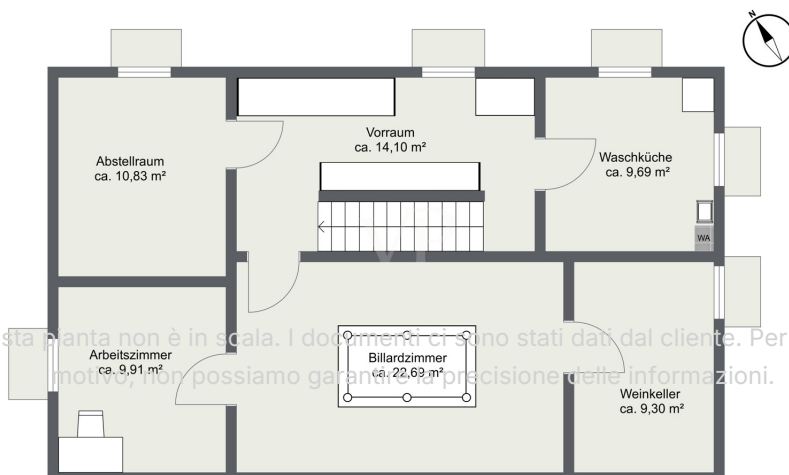 N
Vorraum
ca. 14,10 m²
Abstellraum
ca. 10,83 m²
Waschküche
ca. 9,69 m²
WA
sta pianta non è in scala. I documenti ci sono stati dati dal cliente. Per
motivo, non possiamo garantire la precisione delle informazioni.
Arbeitszimmer
ca. 9,91 m²
Billardzimmer
ca. 22,69 m²
Weinkeller
ca. 9,30 m²